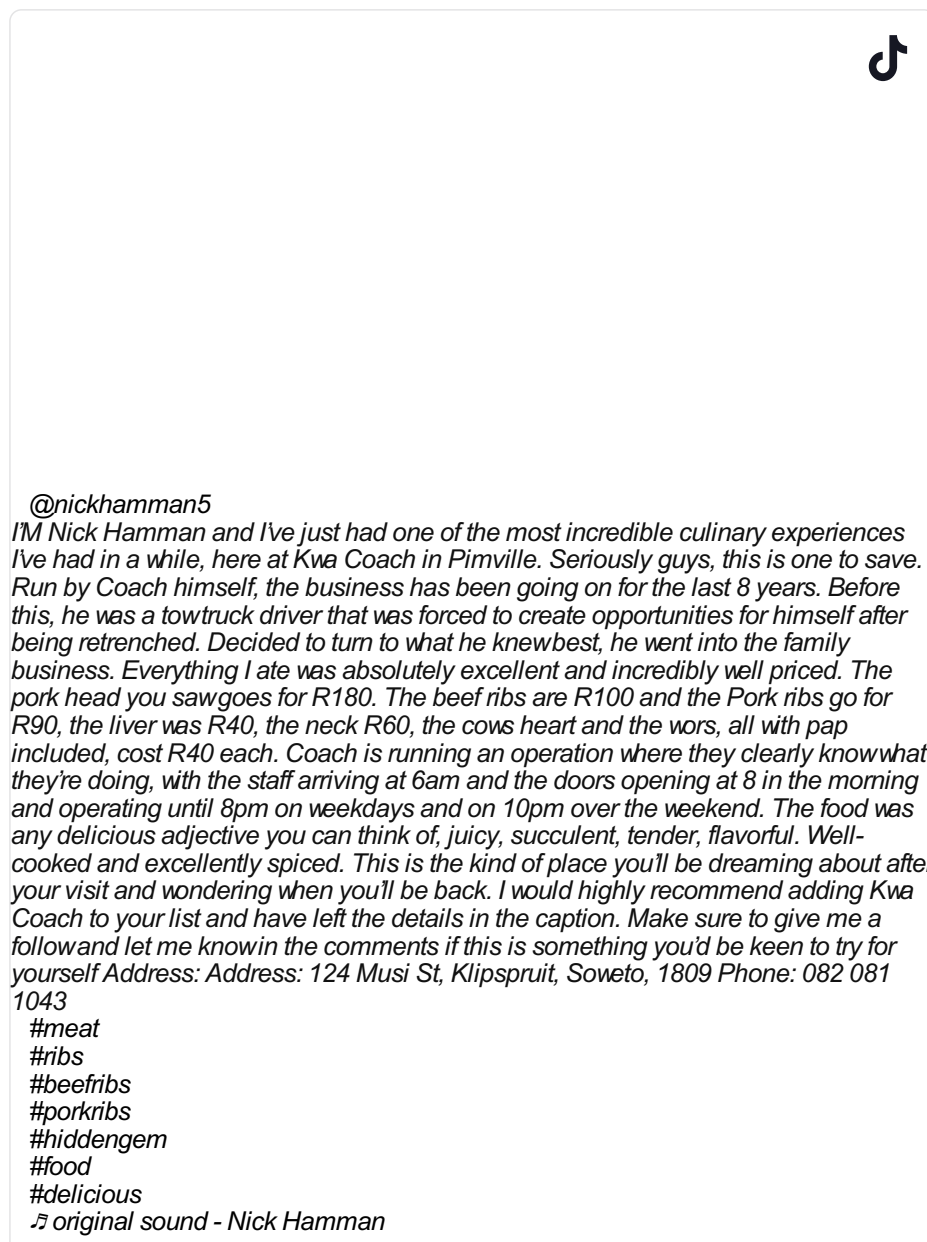 @nickhamman5
I'M Nick Hamman and I've just had one of the most incredible culinary experiences
I've had in a while, here at Kwa Coach in Pimville. Seriously guys, this is one to save.
Run by Coach himself, the business has been going on for the last 8 years. Before
this, he was a tow truck driver that was forced to create opportunities for himself after
being retrenched. Decided to turn to what he knew best, he went into the family
business. Everything I ate was absolutely excellent and incredibly well priced. The
pork head you saw goes for R180. The beef ribs are R100 and the Pork ribs go for
R90, the liver was R40, the neck R60, the cows heart and the wors, all with pap
included, cost R40 each. Coach is running an operation where they clearly know what
they're doing, with the staff arriving at 6am and the doors opening at 8 in the morning
and operating until 8pm on weekdays and on 10pm over the weekend. The food was
any delicious adjective you can think of, juicy, succulent, tender, flavorful. Well-
cooked and excellently spiced. This is the kind of place you'll be dreaming about after
your visit and wondering when you'll be back. I would highly recommend adding Kwa
Coach to your list and have left the details in the caption. Make sure to give me a
follow and let me know in the comments if this is something you'd be keen to try for
yourself Address: Address: 124 Musi St, Klipspruit, Soweto, 1809 Phone: 082 081
1043
#meat
#ribs
#beefribs
#porkribs
#hiddengem
#food
#delicious
♬ original sound - Nick Hamman